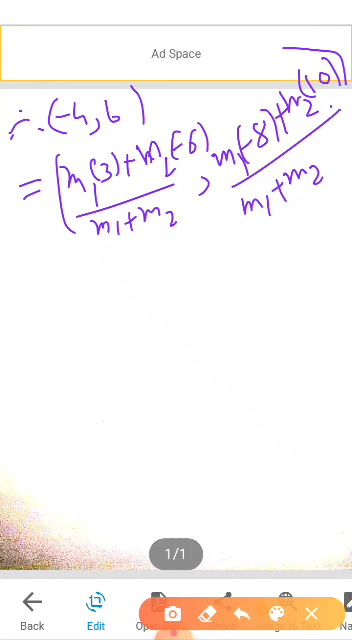 Ad Space
∴ (-4, 6)
= [m₁(3)+m₂(-6)/m₁+m₂ , m₁(-8)+m₂(10)/m₁+m₂]
1/1
Back
Edit